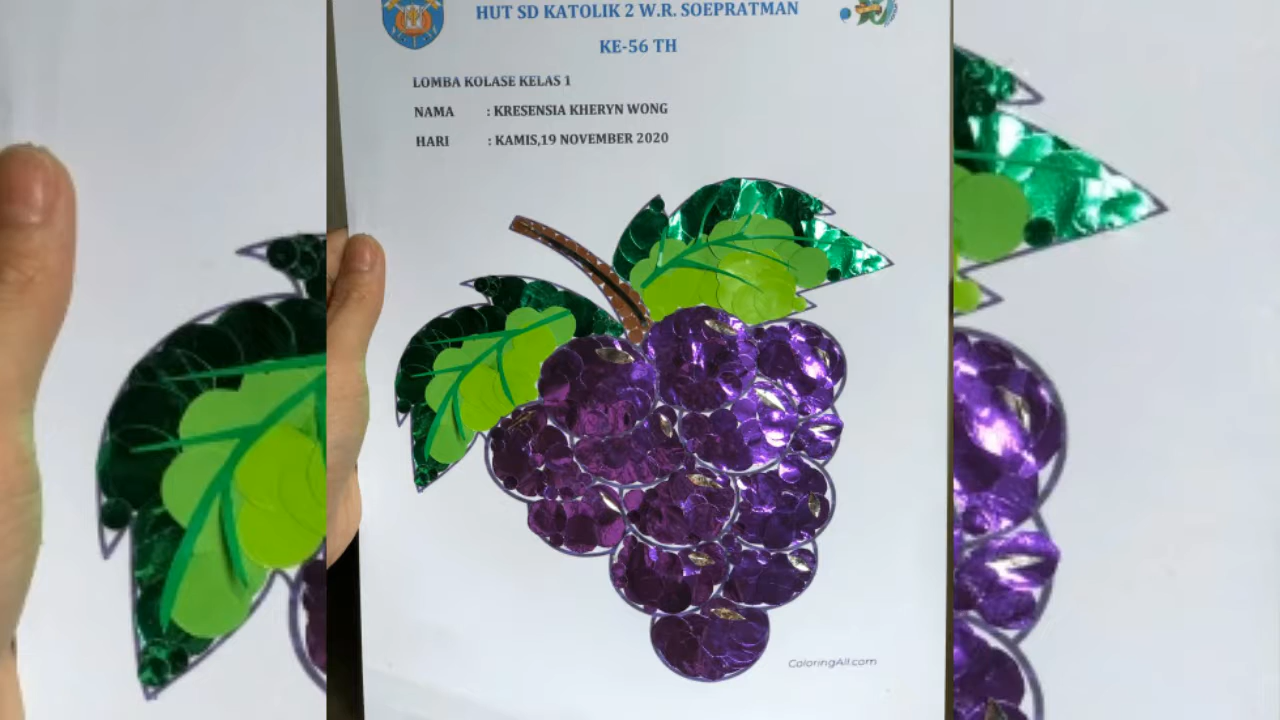 HUT SD KATOLIK 2 W.R. SOEPRATMAN
KE-56 TH
LOMBA KOLASE KELAS 1
NAMA : KRESENSIA KHERYN WONG
HARI : KAMIS,19 NOVEMBER 2020
ColoringAll.com